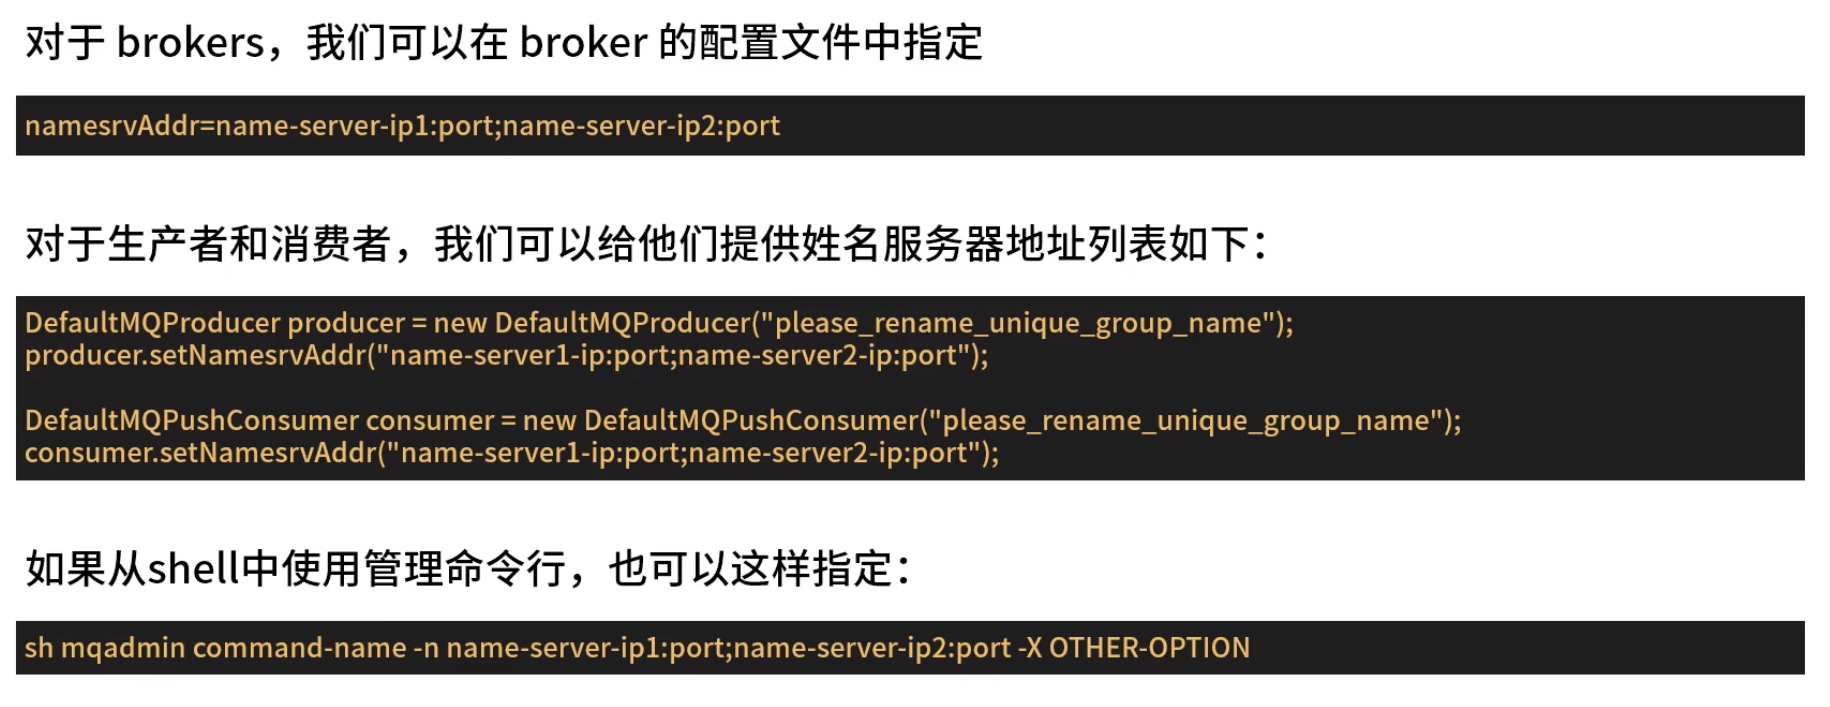 对于 brokers，我们可以在 broker 的配置文件中指定
namesrvAddr=name-server-ip1:port;name-server-ip2:port
对于生产者和消费者，我们可以给他们提供姓名服务器地址列表如下：
DefaultMQProducer producer = new DefaultMQProducer("please_rename_unique_group_name");
producer.setNamesrvAddr("name-server1-ip:port;name-server2-ip:port");
DefaultMQPushConsumer consumer = new DefaultMQPushConsumer("please_rename_unique_group_name");
consumer.setNamesrvAddr("name-server1-ip:port;name-server2-ip:port");
如果从shell中使用管理命令行，也可以这样指定：
sh mqadmin command-name -n name-server-ip1:port;name-server-ip2:port -X OTHER-OPTION